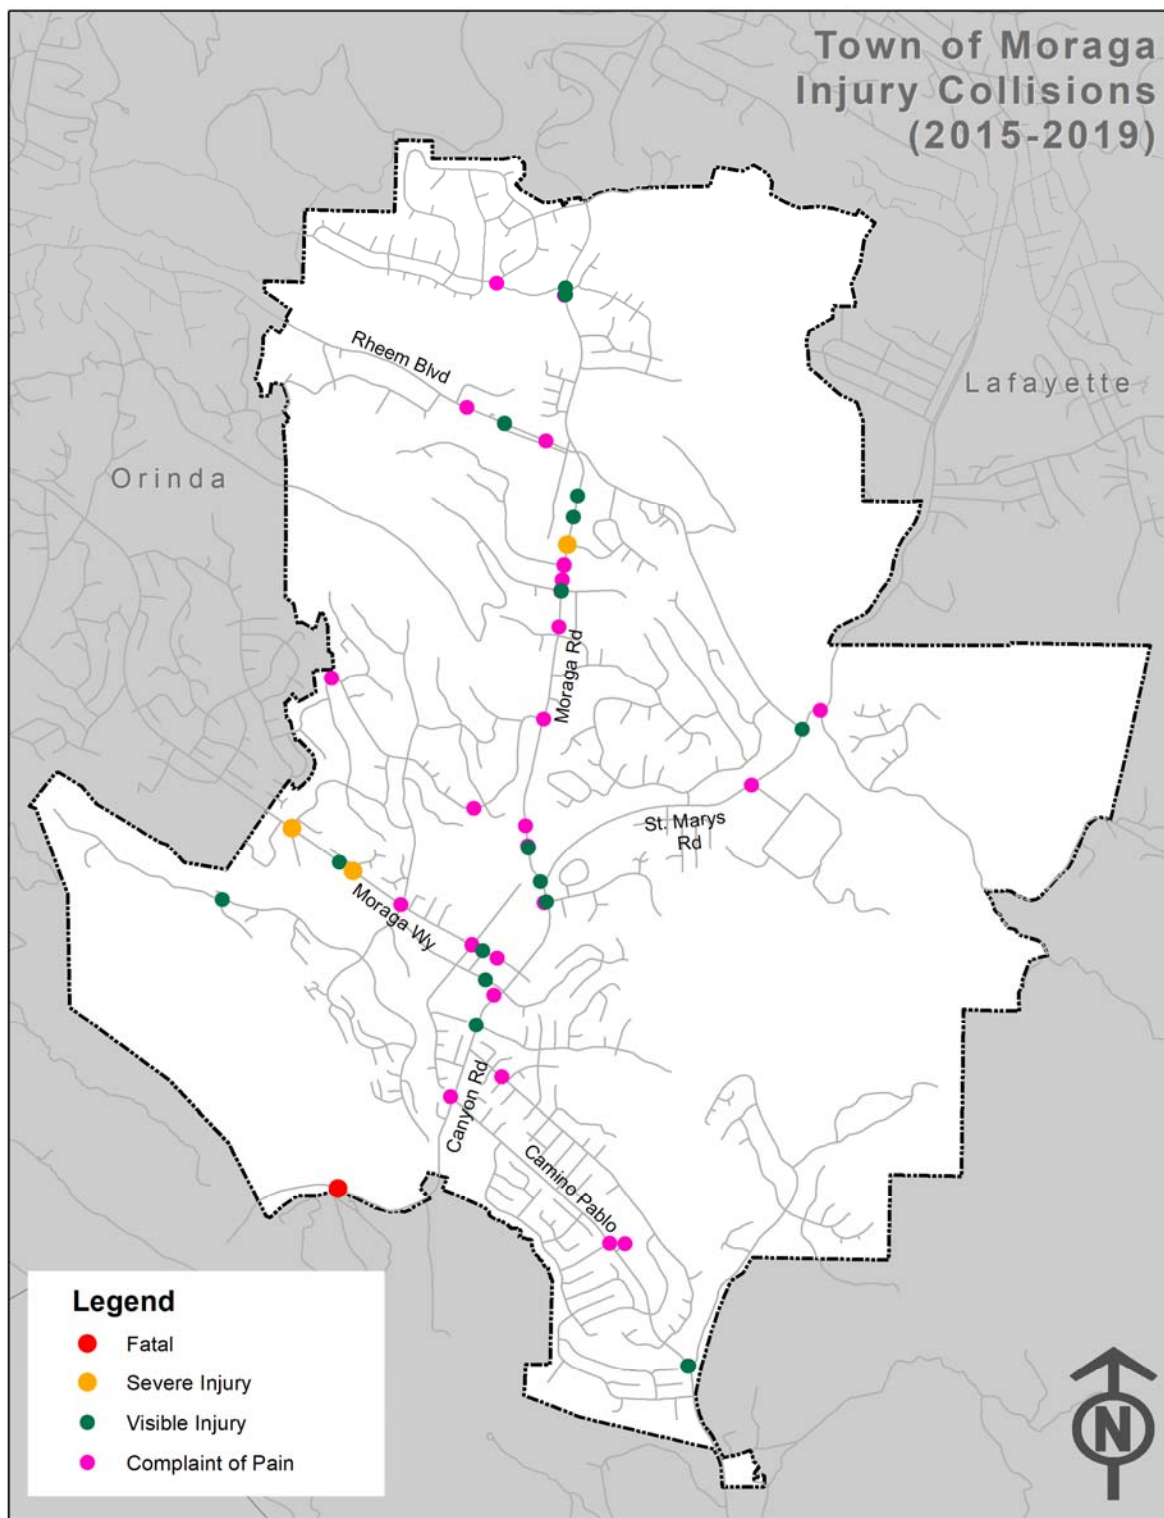 Town of Moraga
Injury Collisions
(2015-2019)
Rheem Blvd
Lafayette
Orinda
Moraga Rd
St. Marys
Rd
Moraga Wy
Canyon Rd
Camino Pablo
Legend
Fatal
Severe Injury
Visible Injury
Complaint of Pain
N